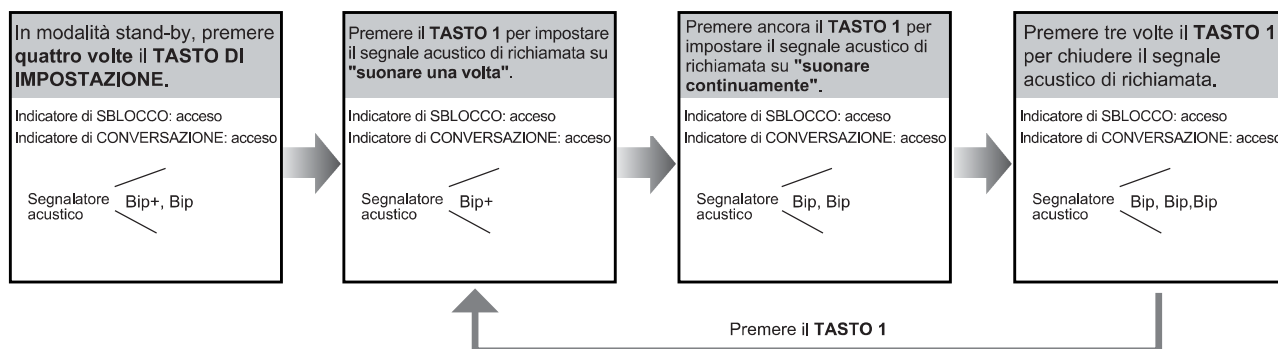 In modalità stand-by, premere
quattro volte il TASTO DI
IMPOSTAZIONE.
Indicatore di SBLOCCO: acceso
Indicatore di CONVERSAZIONE: acceso
Segnalatore
acustico
Bip+, Bip
Premere il TASTO 1 per impostare
il segnale acustico di richiamata su
"suonare una volta".
Indicatore di SBLOCCO: acceso
Indicatore di CONVERSAZIONE: acceso
Segnalatore
acustico
Bip+
Premere ancora il TASTO 1 per
impostare il segnale acustico di
richiamata su "suonare
continuamente".
Indicatore di SBLOCCO: acceso
Indicatore di CONVERSAZIONE: acceso
Segnalatore
acustico
Bip, Bip
Premere tre volte il TASTO 1
per chiudere il segnale
acustico di richiamata.
Indicatore di SBLOCCO: acceso
Indicatore di CONVERSAZIONE: acceso
Segnalatore
acustico
Bip, Bip,Bip
Premere il TASTO 1